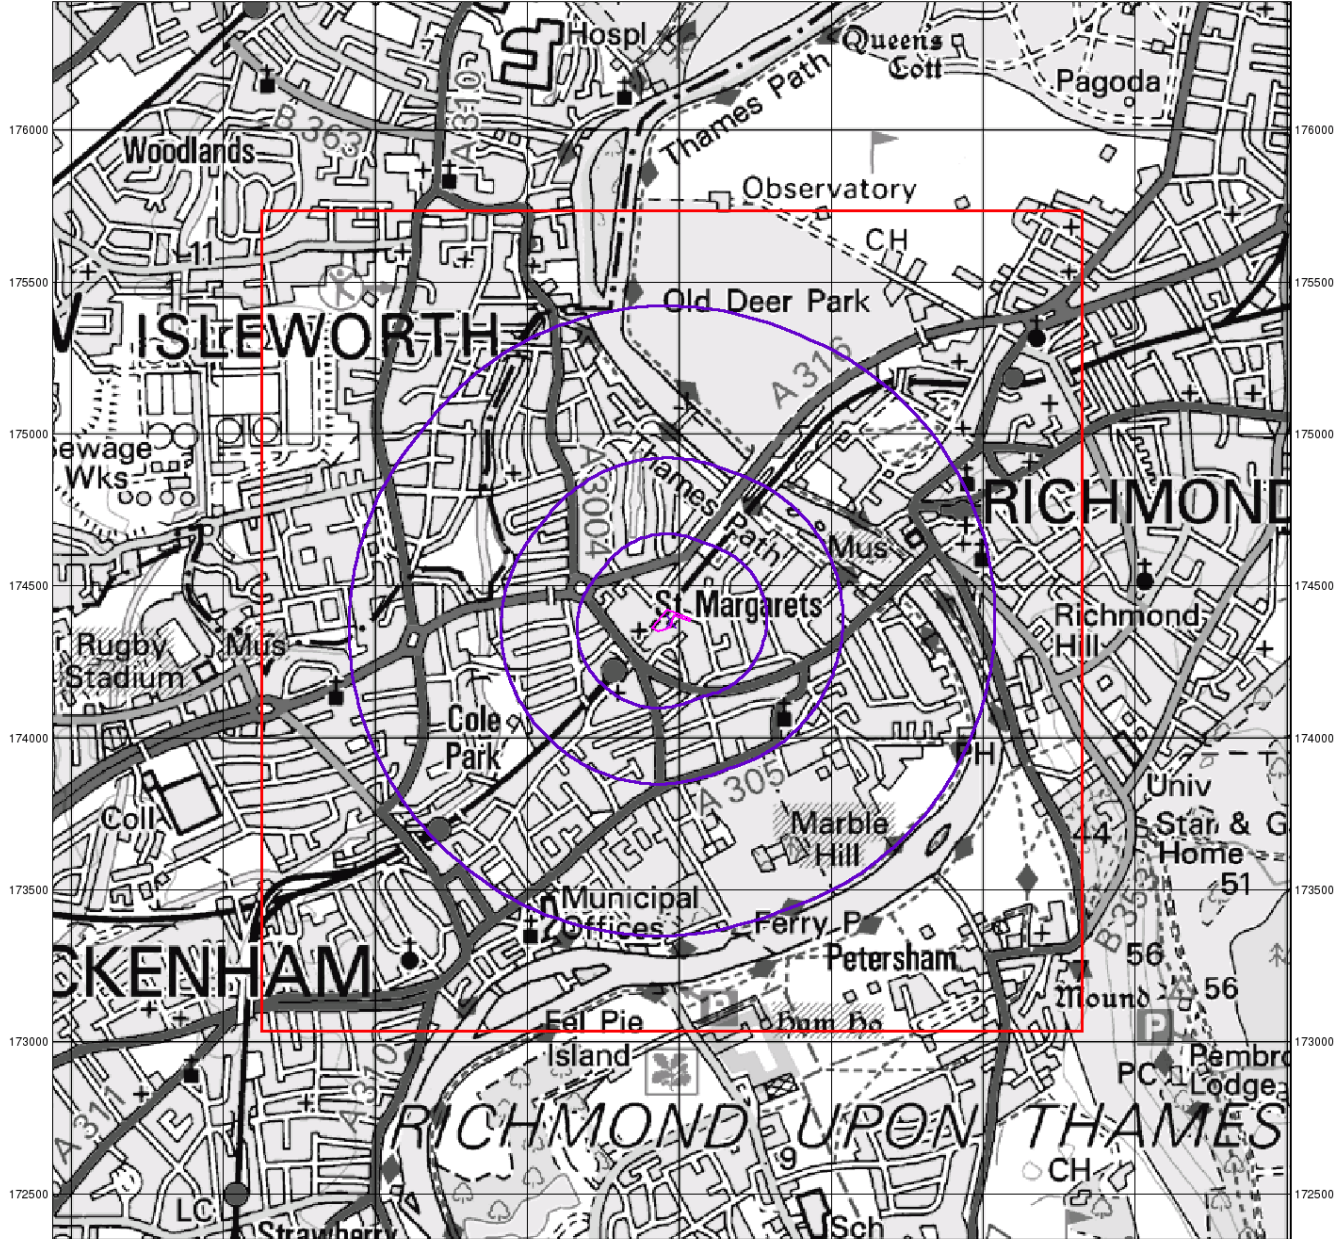 Hospl
Queens
Cott
Pagoda
A 310
Thames Path
B 363
176000
176000
Woodlands
Observatory
CH
11
175500
175500
Old Deer Park
ISLEWORTH
A 316
175000
175000
Sewage
Wks
Thames Path
A 3004
RICHMOND
Mus
174500
174500
St Margarets
Richmond
Hill
Rugby
Stadium
Mus
174000
174000
Cole
Park
PH
A 305
Univ
Coll
Marble
Hill
44
Star & G
Home
51
173500
173500
Municipal
Offices
Ferry P
B 353
CKENHAM
Petersham
56
56
Mound
Eel Pie
Island
Ham Ho
P
P
173000
173000
PC
Pembro
Lodge
A 311
A 310
RICHMOND UPON THAMES
9
CH
172500
172500
LC
Strawberry
Sch